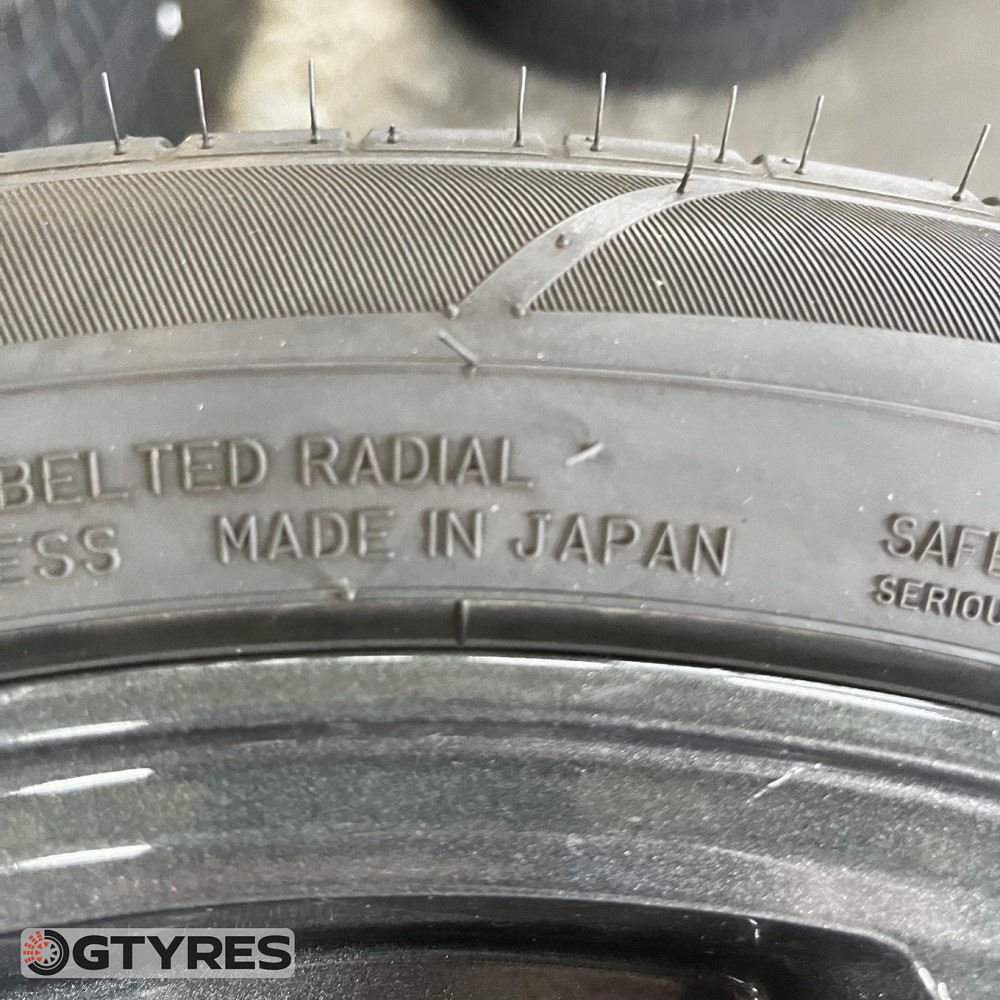 BELTED RADIAL
ESS MADE IN JAPAN
SAFE
SERIOU
GTYRES